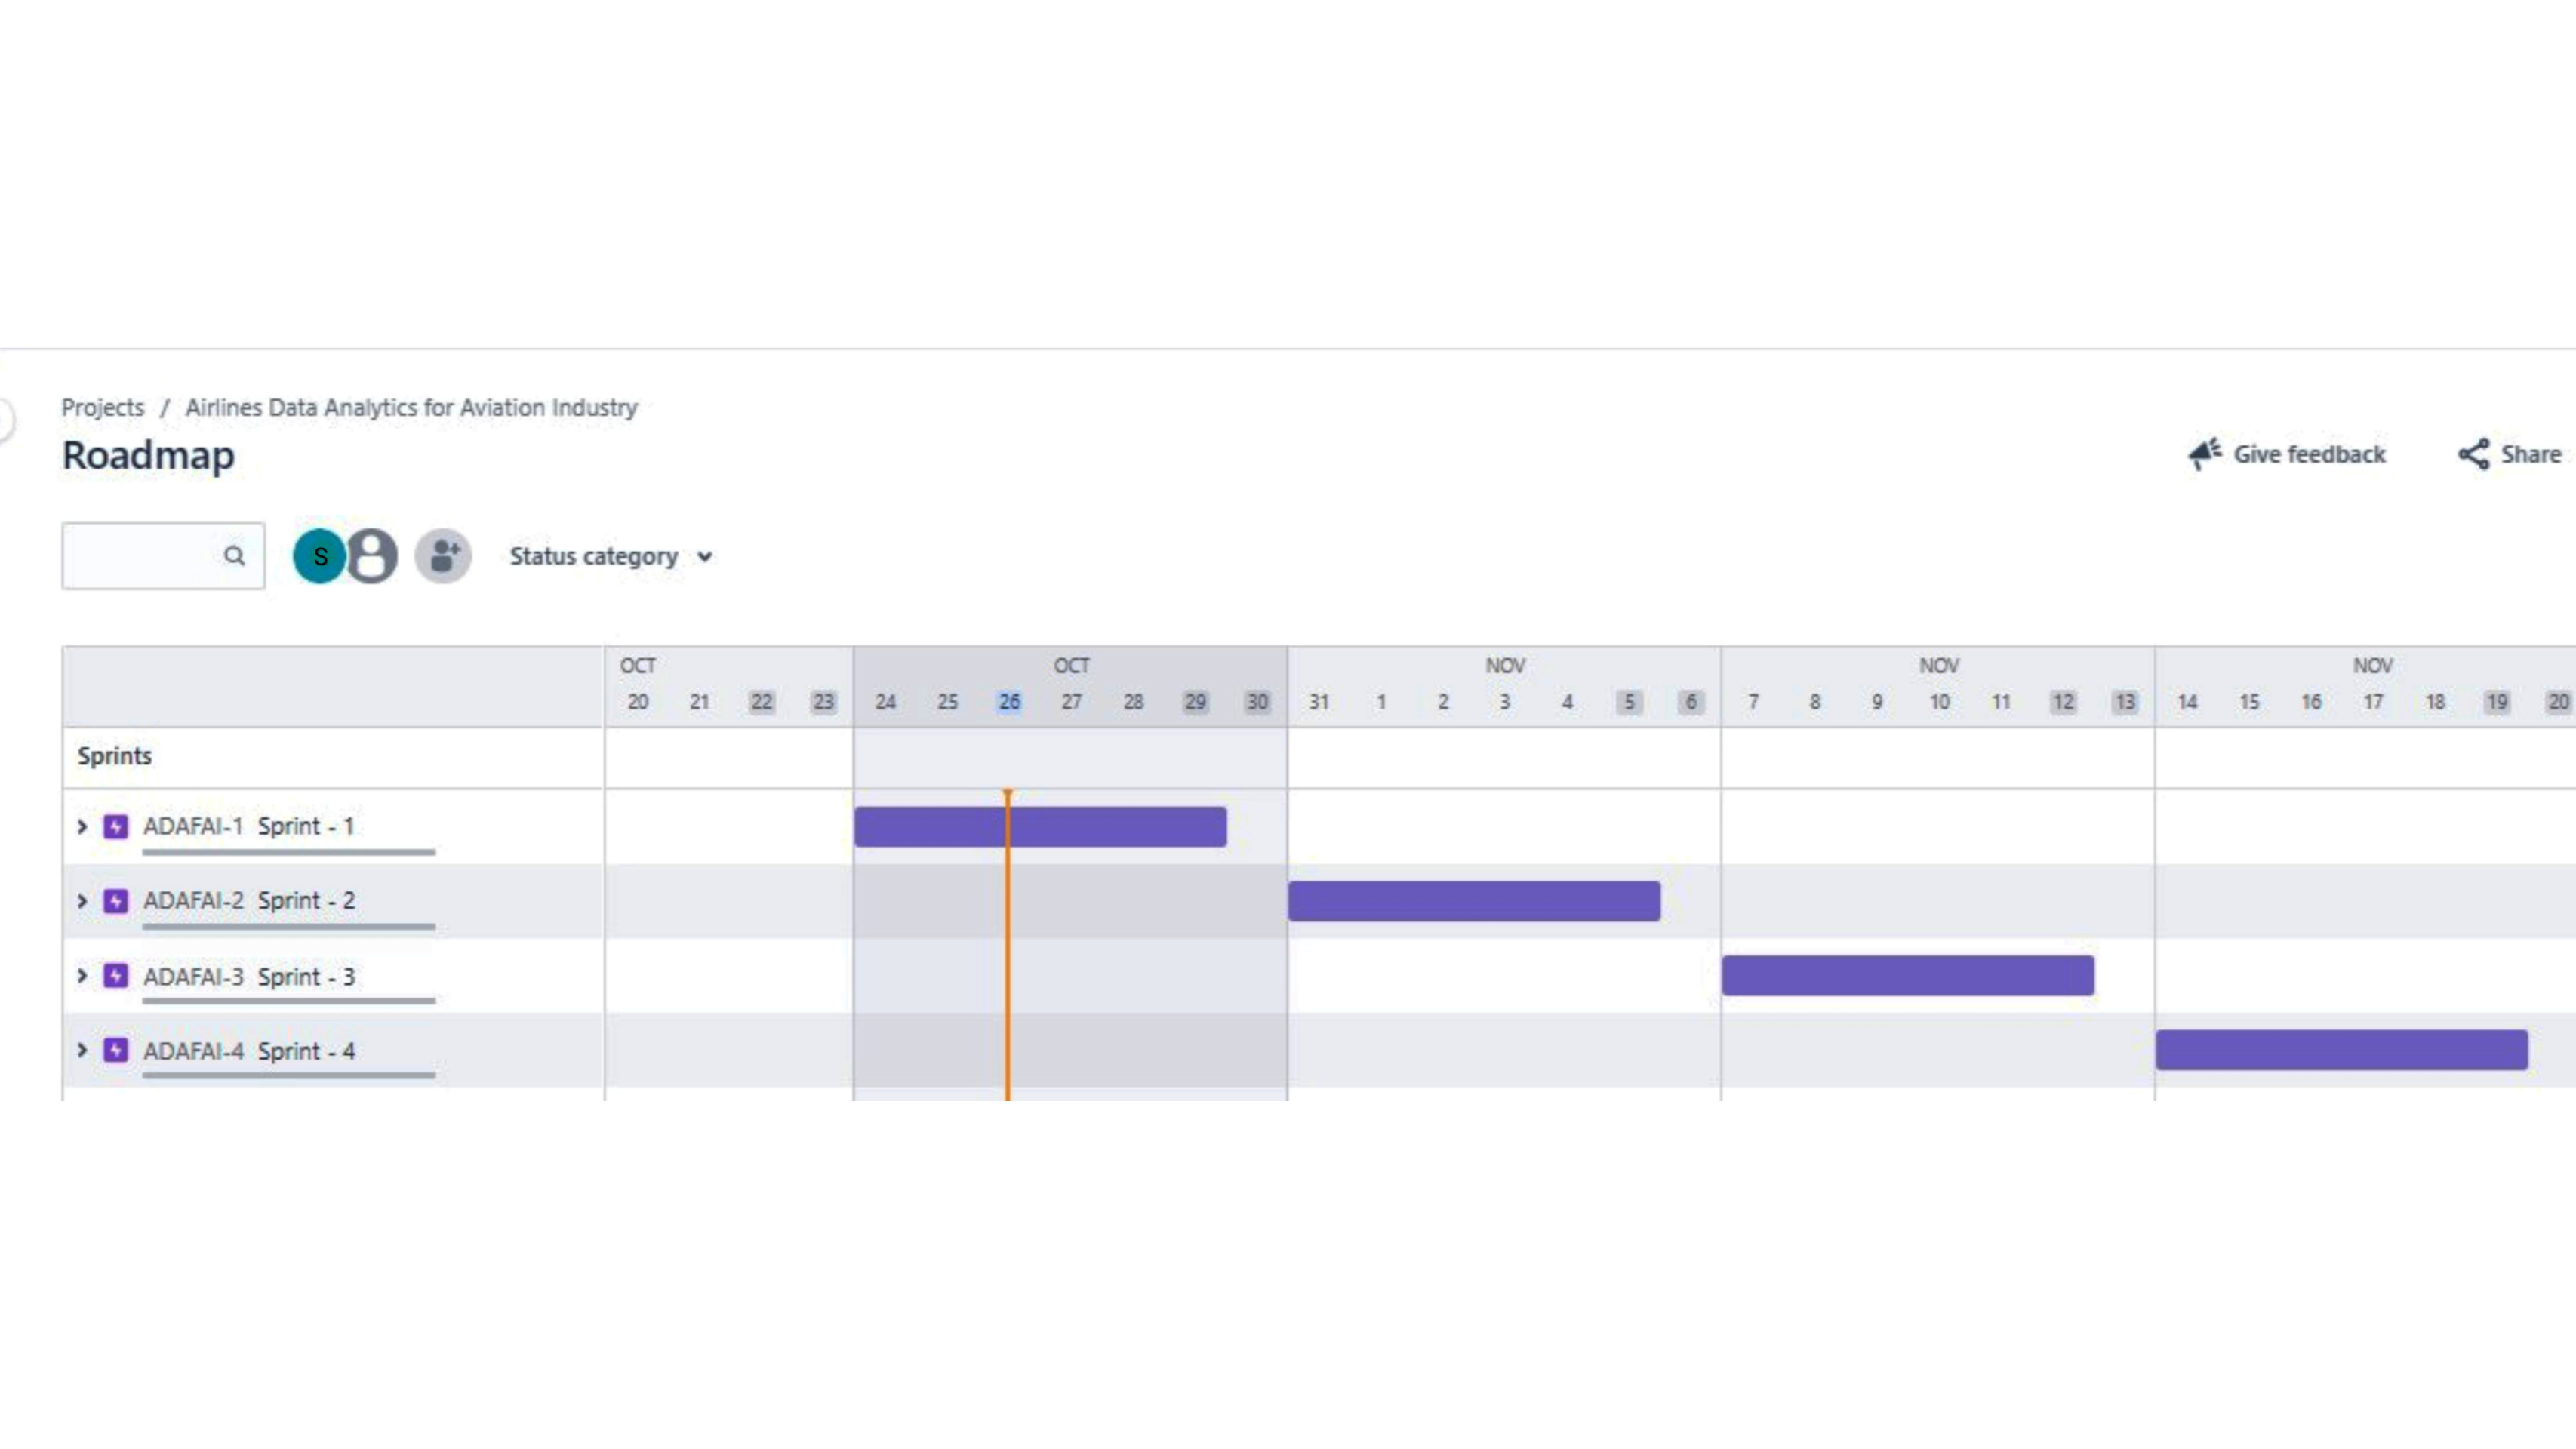 Projects / Airlines Data Analytics for Aviation Industry
Roadmap
Give feedback
Share
S
Status category
OCT OCT NOV NOV NOV
20 21 22 23 24 25 26 27 28 29 30 31 1 2 3 4 5 6 7 8 9 10 11 12 13 14 15 16 17 18 19 20
Sprints
ADAFAI-1 Sprint - 1
ADAFAI-2 Sprint - 2
ADAFAI-3 Sprint - 3
ADAFAI-4 Sprint - 4